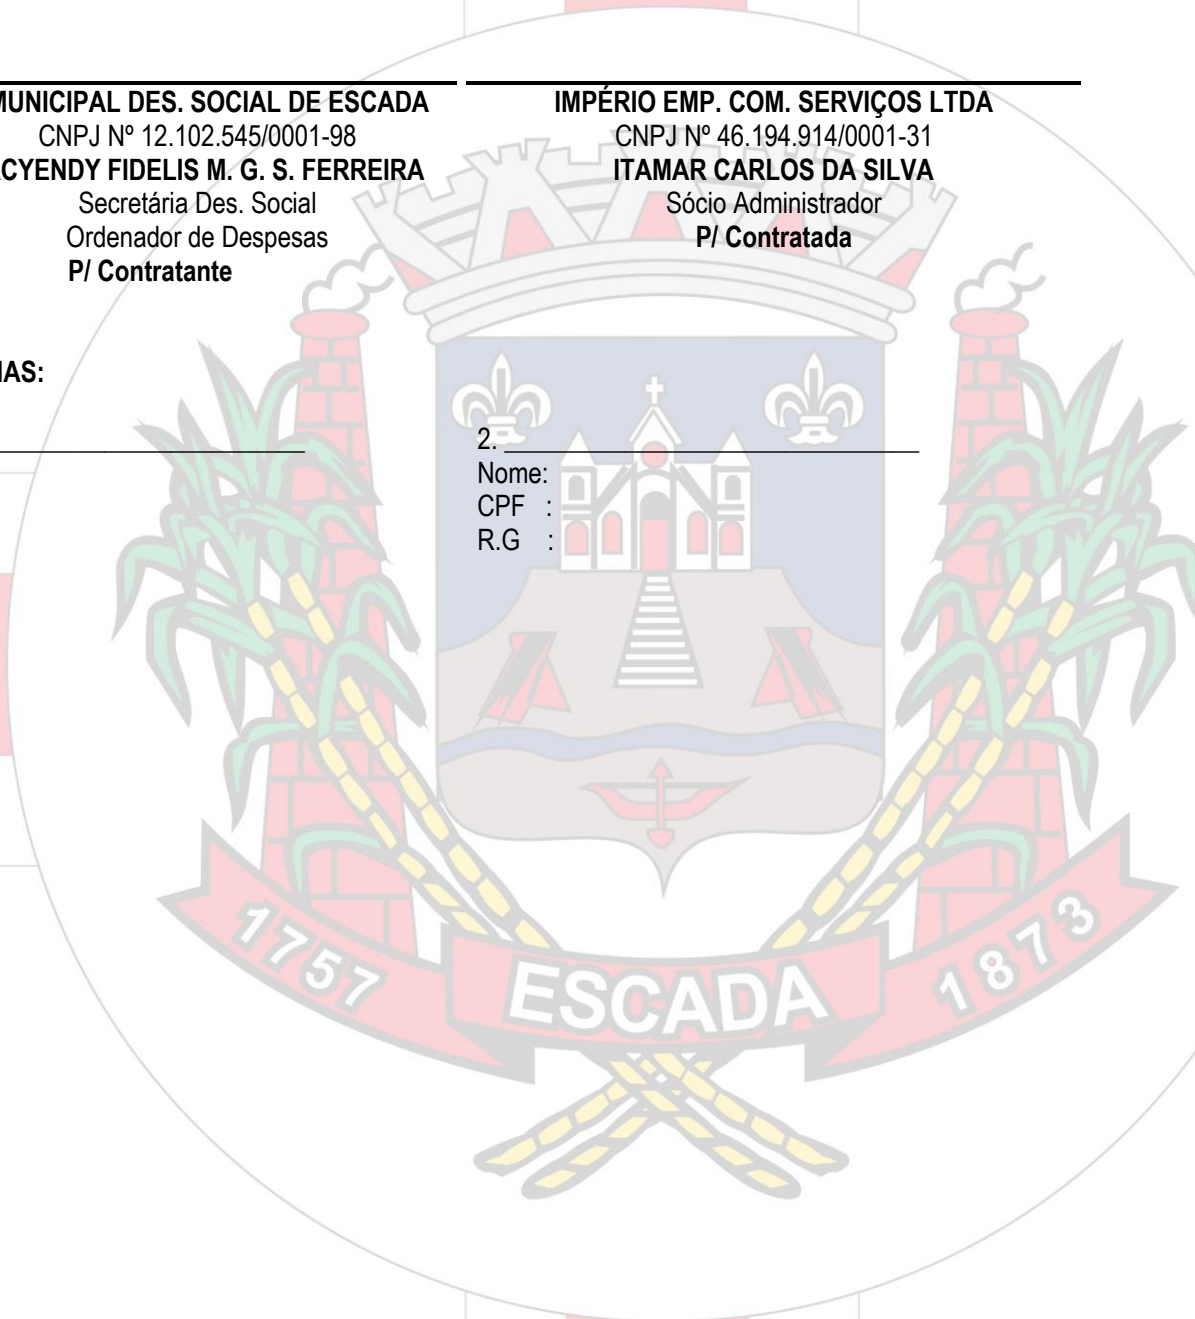 MUNICIPAL DES. SOCIAL DE ESCADA
CNPJ Nº 12.102.545/0001-98
CYENDY FIDELIS M. G. S. FERREIRA
Secretária Des. Social
Ordenador de Despesas
P/ Contratante
IMPÉRIO EMP. COM. SERVIÇOS LTDA
CNPJ Nº 46.194.914/0001-31
ITAMAR CARLOS DA SILVA
Sócio Administrador
P/ Contratada
HAS:
2. ______________________________
Nome:
CPF :
R.G :
1757
ESCADA
1873